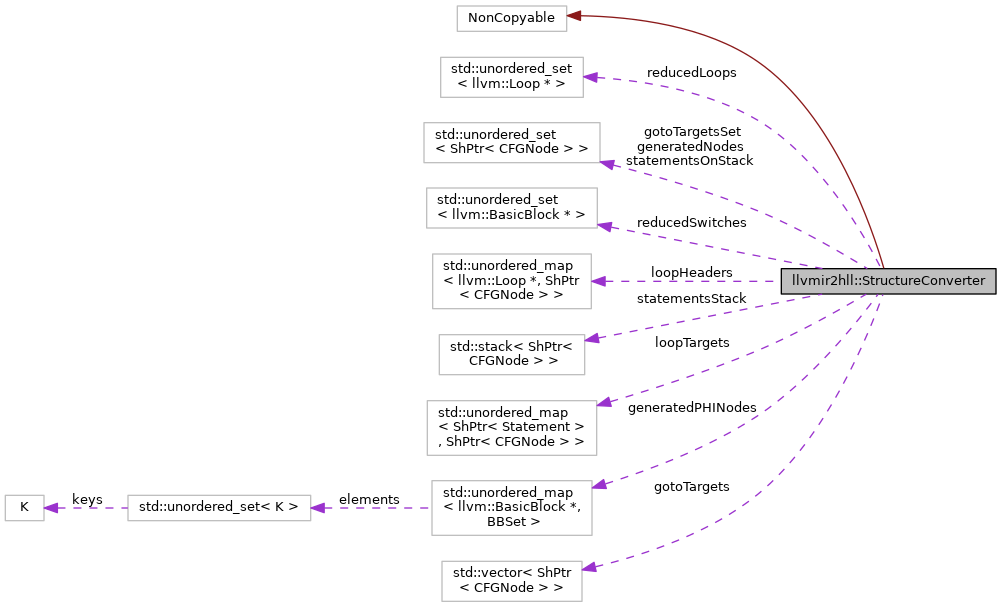 NonCopyable
std::unordered_set
< llvm::Loop * >
reducedLoops
std::unordered_set
< ShPtr< CFGNode > >
gotoTargetsSet
generatedNodes
statementsOnStack
std::unordered_set
< llvm::BasicBlock * >
reducedSwitches
std::unordered_map
< llvm::Loop *, ShPtr
< CFGNode > >
loopHeaders
llvmir2hll::StructureConverter
statementsStack
std::stack< ShPtr<
CFGNode > >
loopTargets
std::unordered_map
< ShPtr< Statement >
, ShPtr< CFGNode > >
generatedPHINodes
K
keys
std::unordered_set< K >
elements
std::unordered_map
< llvm::BasicBlock *,
BBSet >
gotoTargets
std::vector< ShPtr
< CFGNode > >